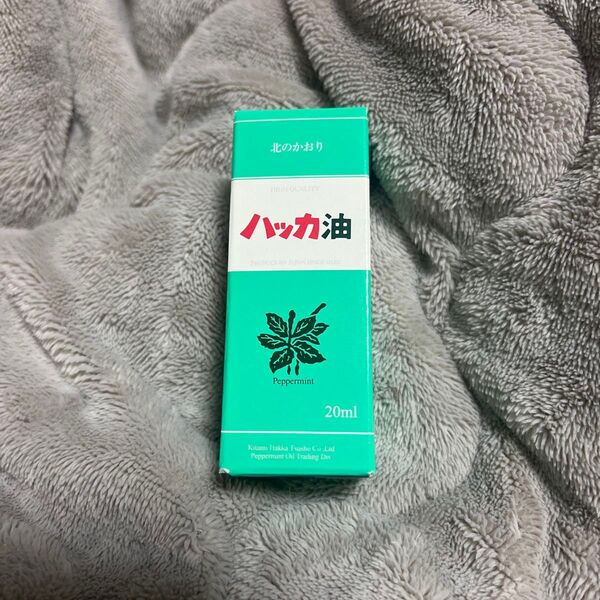 北のかおり
HIGH QUALITY
ハッカ油
Peppermint
20ml
Kitami Hakka Tsusho Co.,Ltd
Peppermint Oil Trading Div